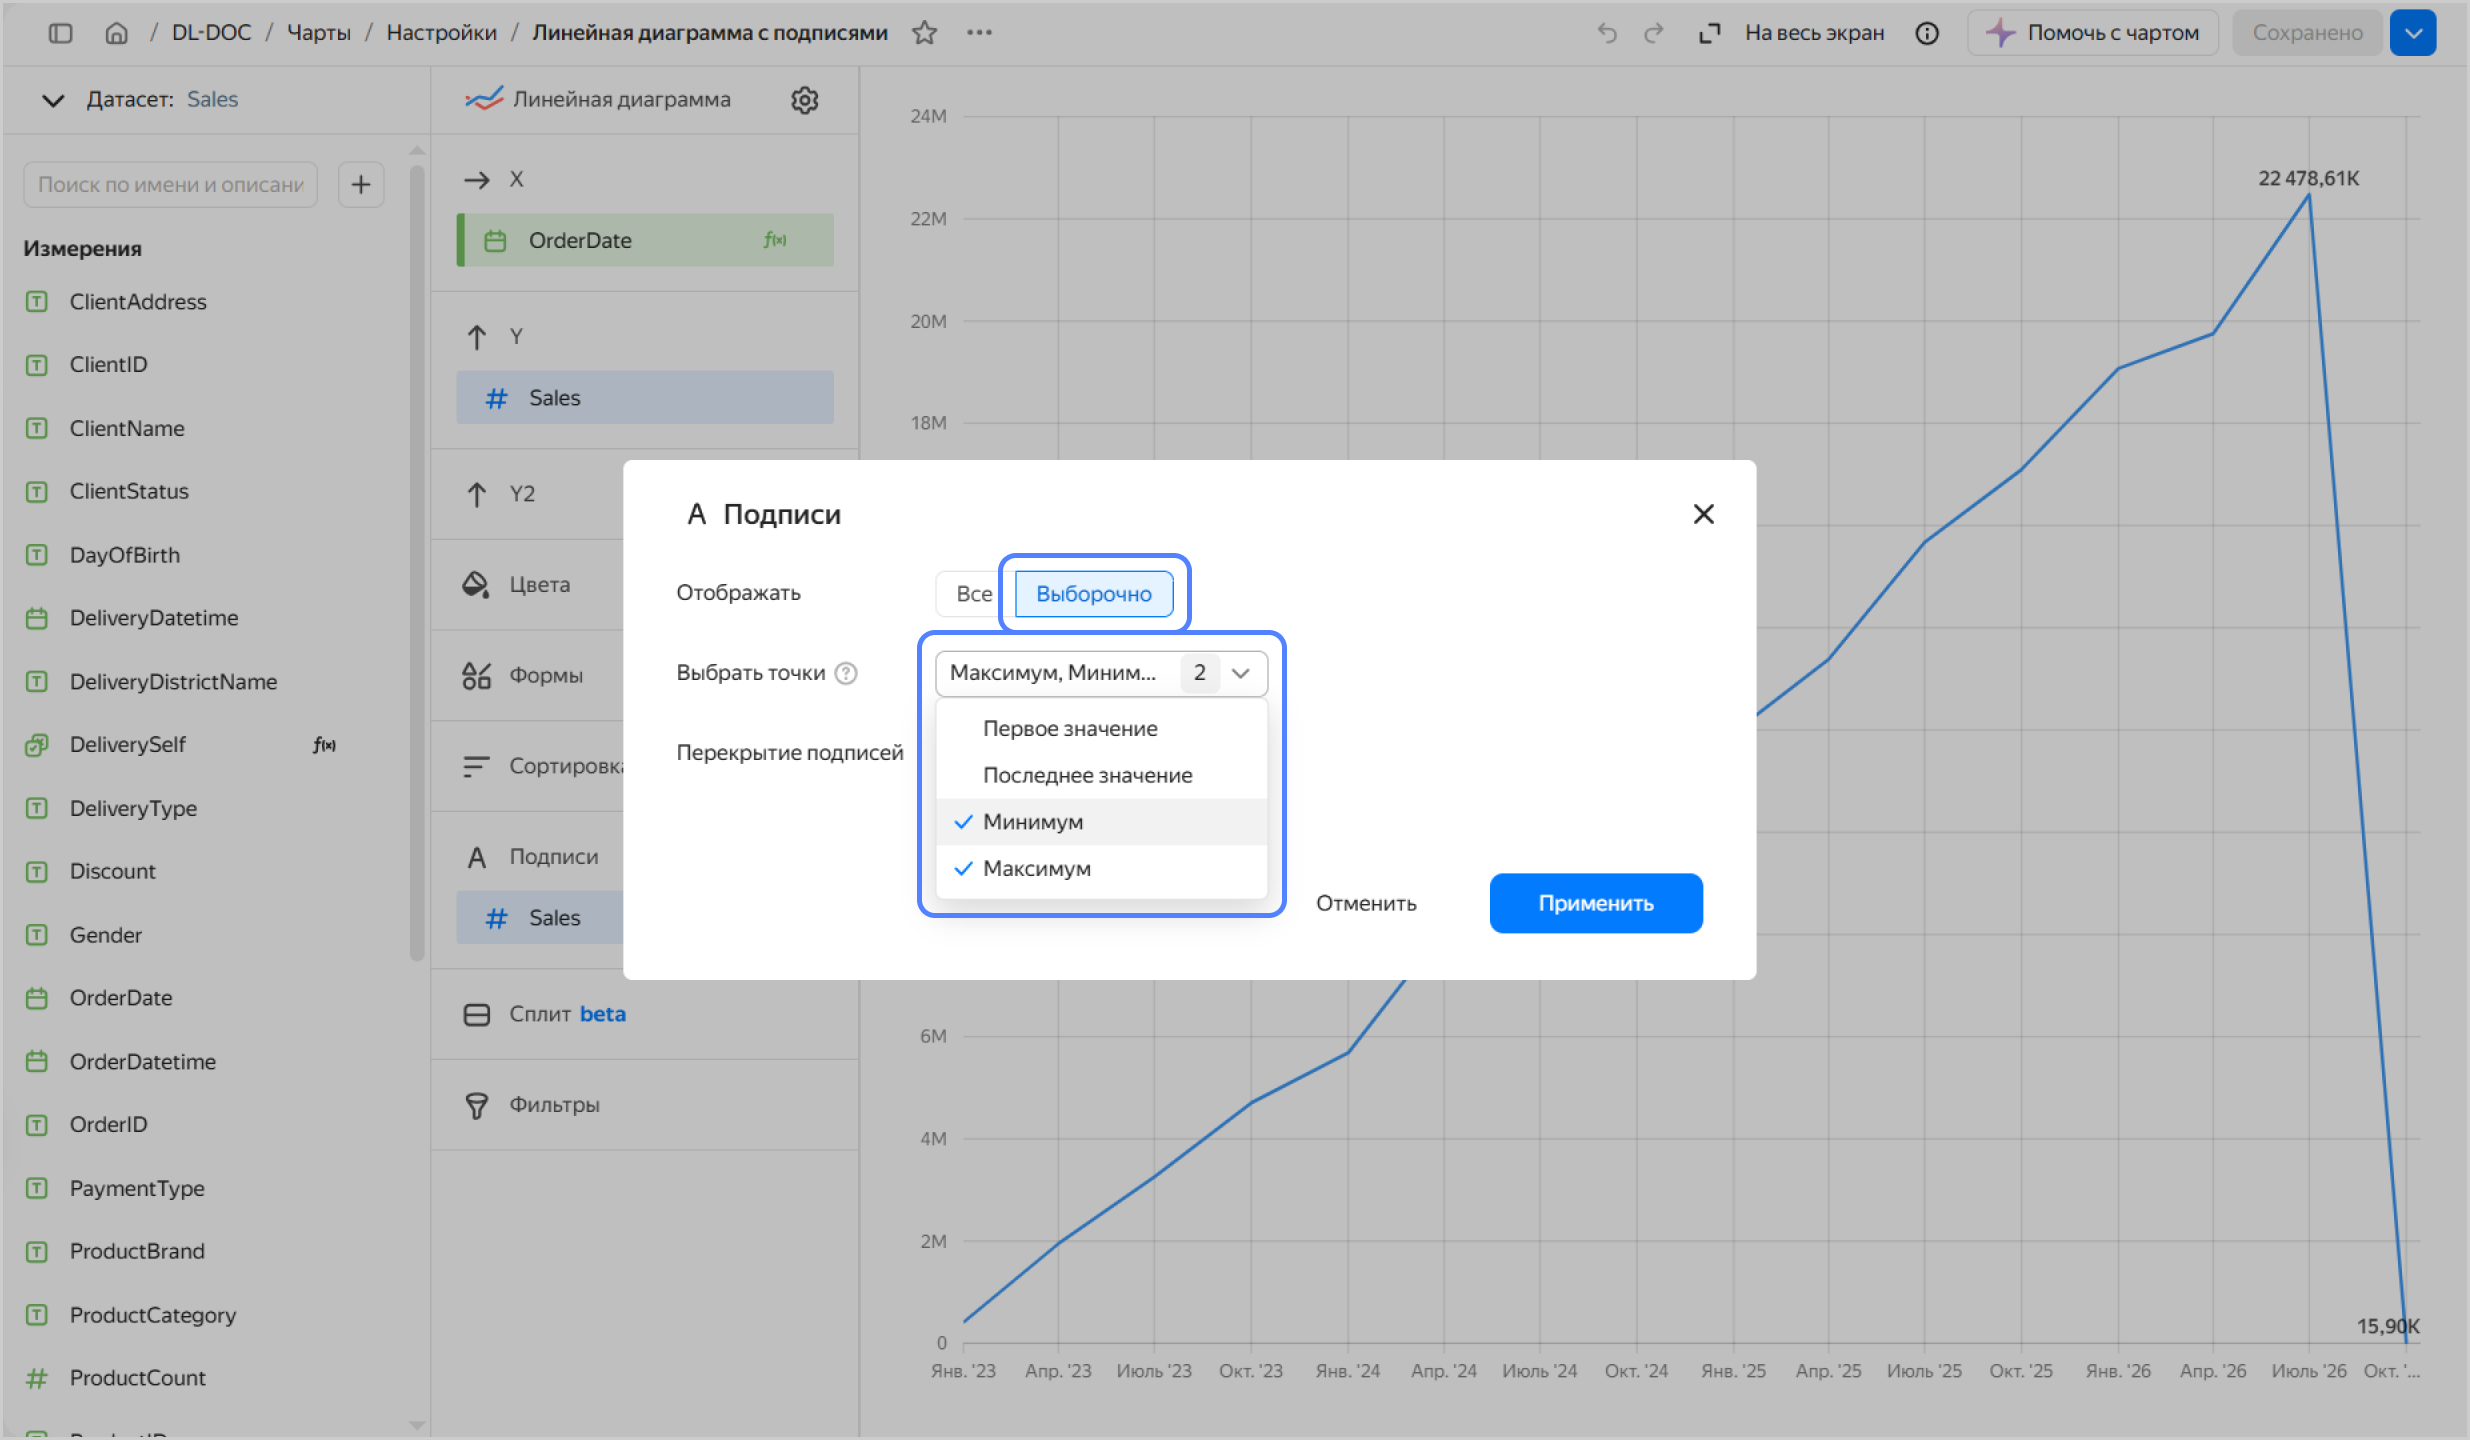 / DL-DOC / Чарты / Настройки / Линейная диаграмма с подписями
На весь экран
Помочь с чартом
Сохранено
Датасет: Sales
Поиск по имени и описани
Измерения
ClientAddress
ClientID
ClientName
ClientStatus
DayOfBirth
DeliveryDatetime
DeliveryDistrictName
DeliverySelf f(x)
DeliveryType
Discount
Gender
OrderDate
OrderDatetime
OrderID
PaymentType
ProductBrand
ProductCategory
ProductCount
Линейная диаграмма
X
OrderDate f(x)
Y
Sales
Y2
Цвета
Формы
Сортировка
Подписи
Sales
Сплит beta
Фильтры
Подписи
Отображать
Все
Выборочно
Выбрать точки
Максимум, Миним... 2
Перекрытие подписей
Первое значение
Последнее значение
Минимум
Максимум
Отменить
Применить
24M
22M
20M
18M
6M
4M
2M
0
22 478,61K
15,90K
Янв. '23 Апр. '23 Июль '23 Окт. '23 Янв. '24 Апр. '24 Июль '24 Окт. '24 Янв. '25 Апр. '25 Июль '25 Окт. '25 Янв. '26 Апр. '26 Июль '26 Окт. '...